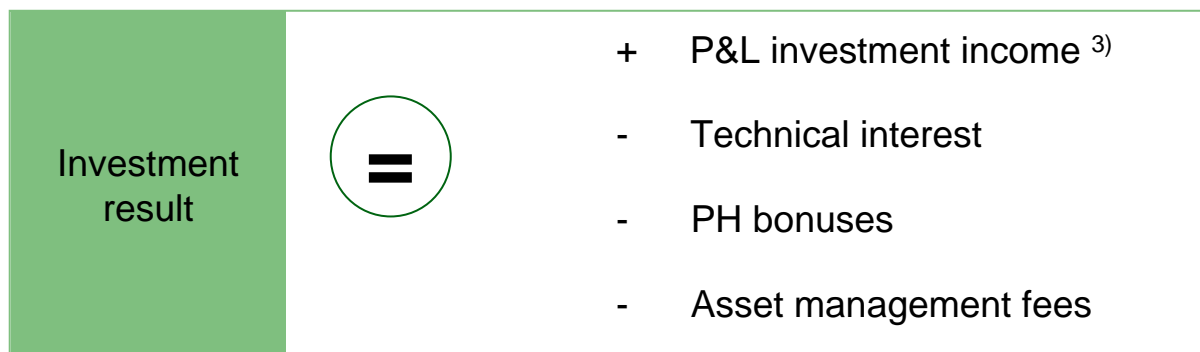 Investment
result
=
+ P&L investment income ³⁾
- Technical interest
- PH bonuses
- Asset management fees